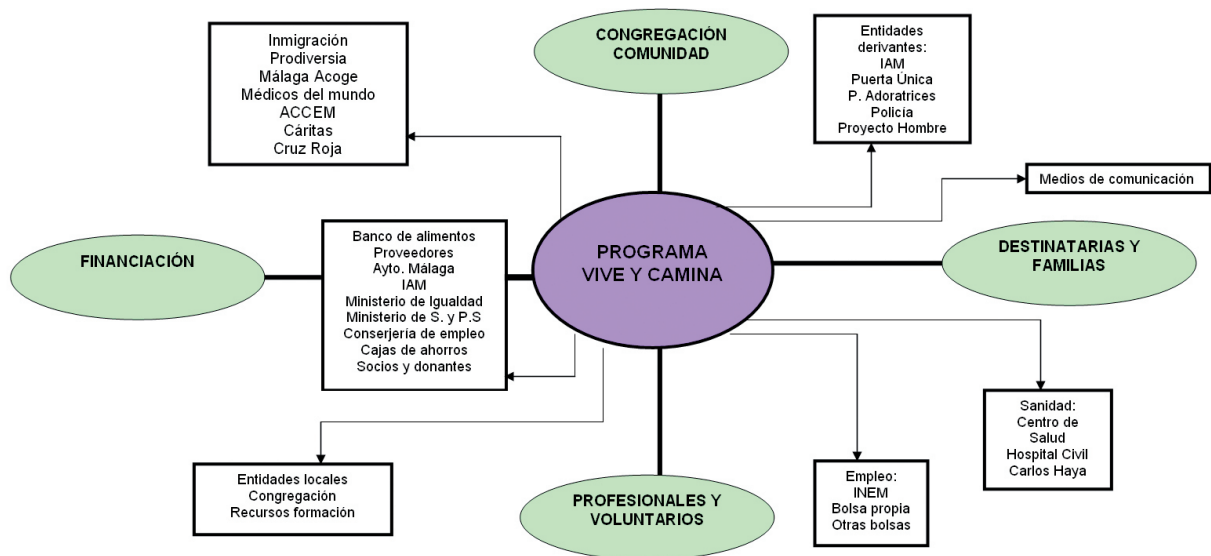 CONGREGACIÓN
COMUNIDAD
Inmigración
Prodiversia
Málaga Acoge
Médicos del mundo
ACCEM
Cáritas
Cruz Roja
Entidades
derivantes:
IAM
Puerta Única
P. Adoratrices
Policía
Proyecto Hombre
Medios de comunicación
FINANCIACIÓN
Banco de alimentos
Proveedores
Ayto. Málaga
IAM
Ministerio de Igualdad
Ministerio de S. y P.S
Conserjería de empleo
Cajas de ahorros
Socios y donantes
PROGRAMA
VIVE Y CAMINA
DESTINATARIAS Y
FAMILIAS
Entidades locales
Congregación
Recursos formación
PROFESIONALES Y
VOLUNTARIOS
Empleo:
INEM
Bolsa propia
Otras bolsas
Sanidad:
Centro de
Salud
Hospital Civil
Carlos Haya